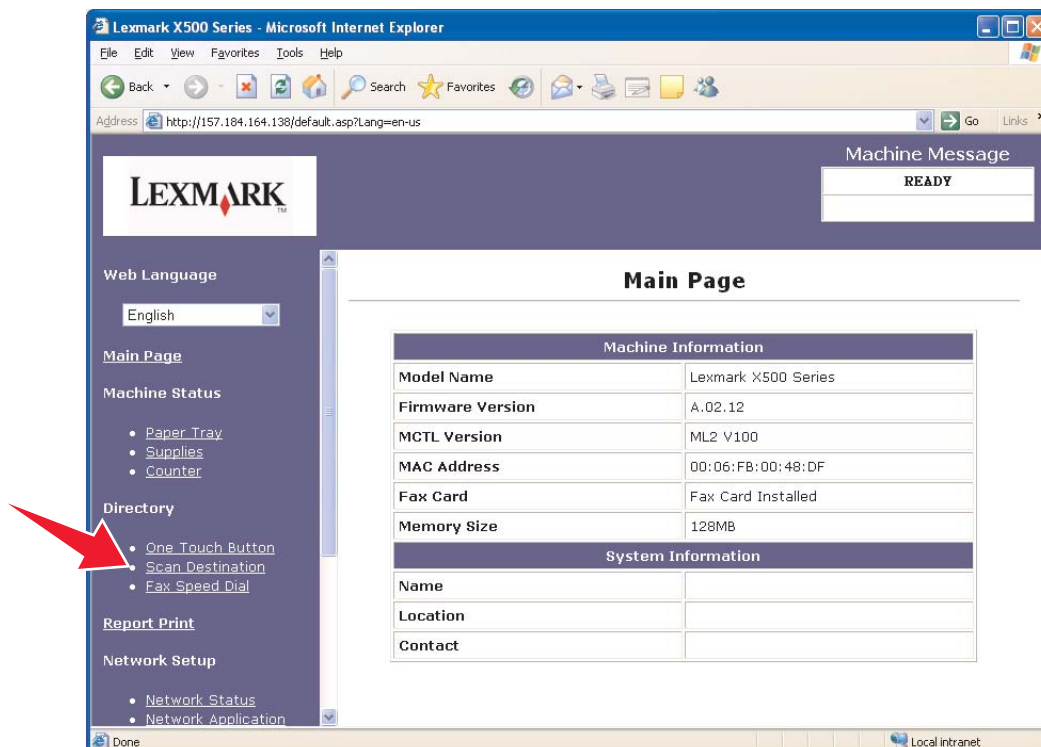 Lexmark X500 Series - Microsoft Internet Explorer
File Edit View Favorites Tools Help
Back Search Favorites
Address http://157.184.164.138/default.asp?Lang=en-us Go Links
LEXMARK TM
Machine Message
READY
Web Language
English
Main Page
Machine Status
Paper Tray
Supplies
Counter
Directory
One Touch Button
Scan Destination
Fax Speed Dial
Report Print
Network Setup
Network Status
Network Application
Main Page
Machine Information
Model Name Lexmark X500 Series
Firmware Version A.02.12
MCTL Version ML2 V100
MAC Address 00:06:FB:00:48:DF
Fax Card Fax Card Installed
Memory Size 128MB
System Information
Name
Location
Contact
Done Local intranet